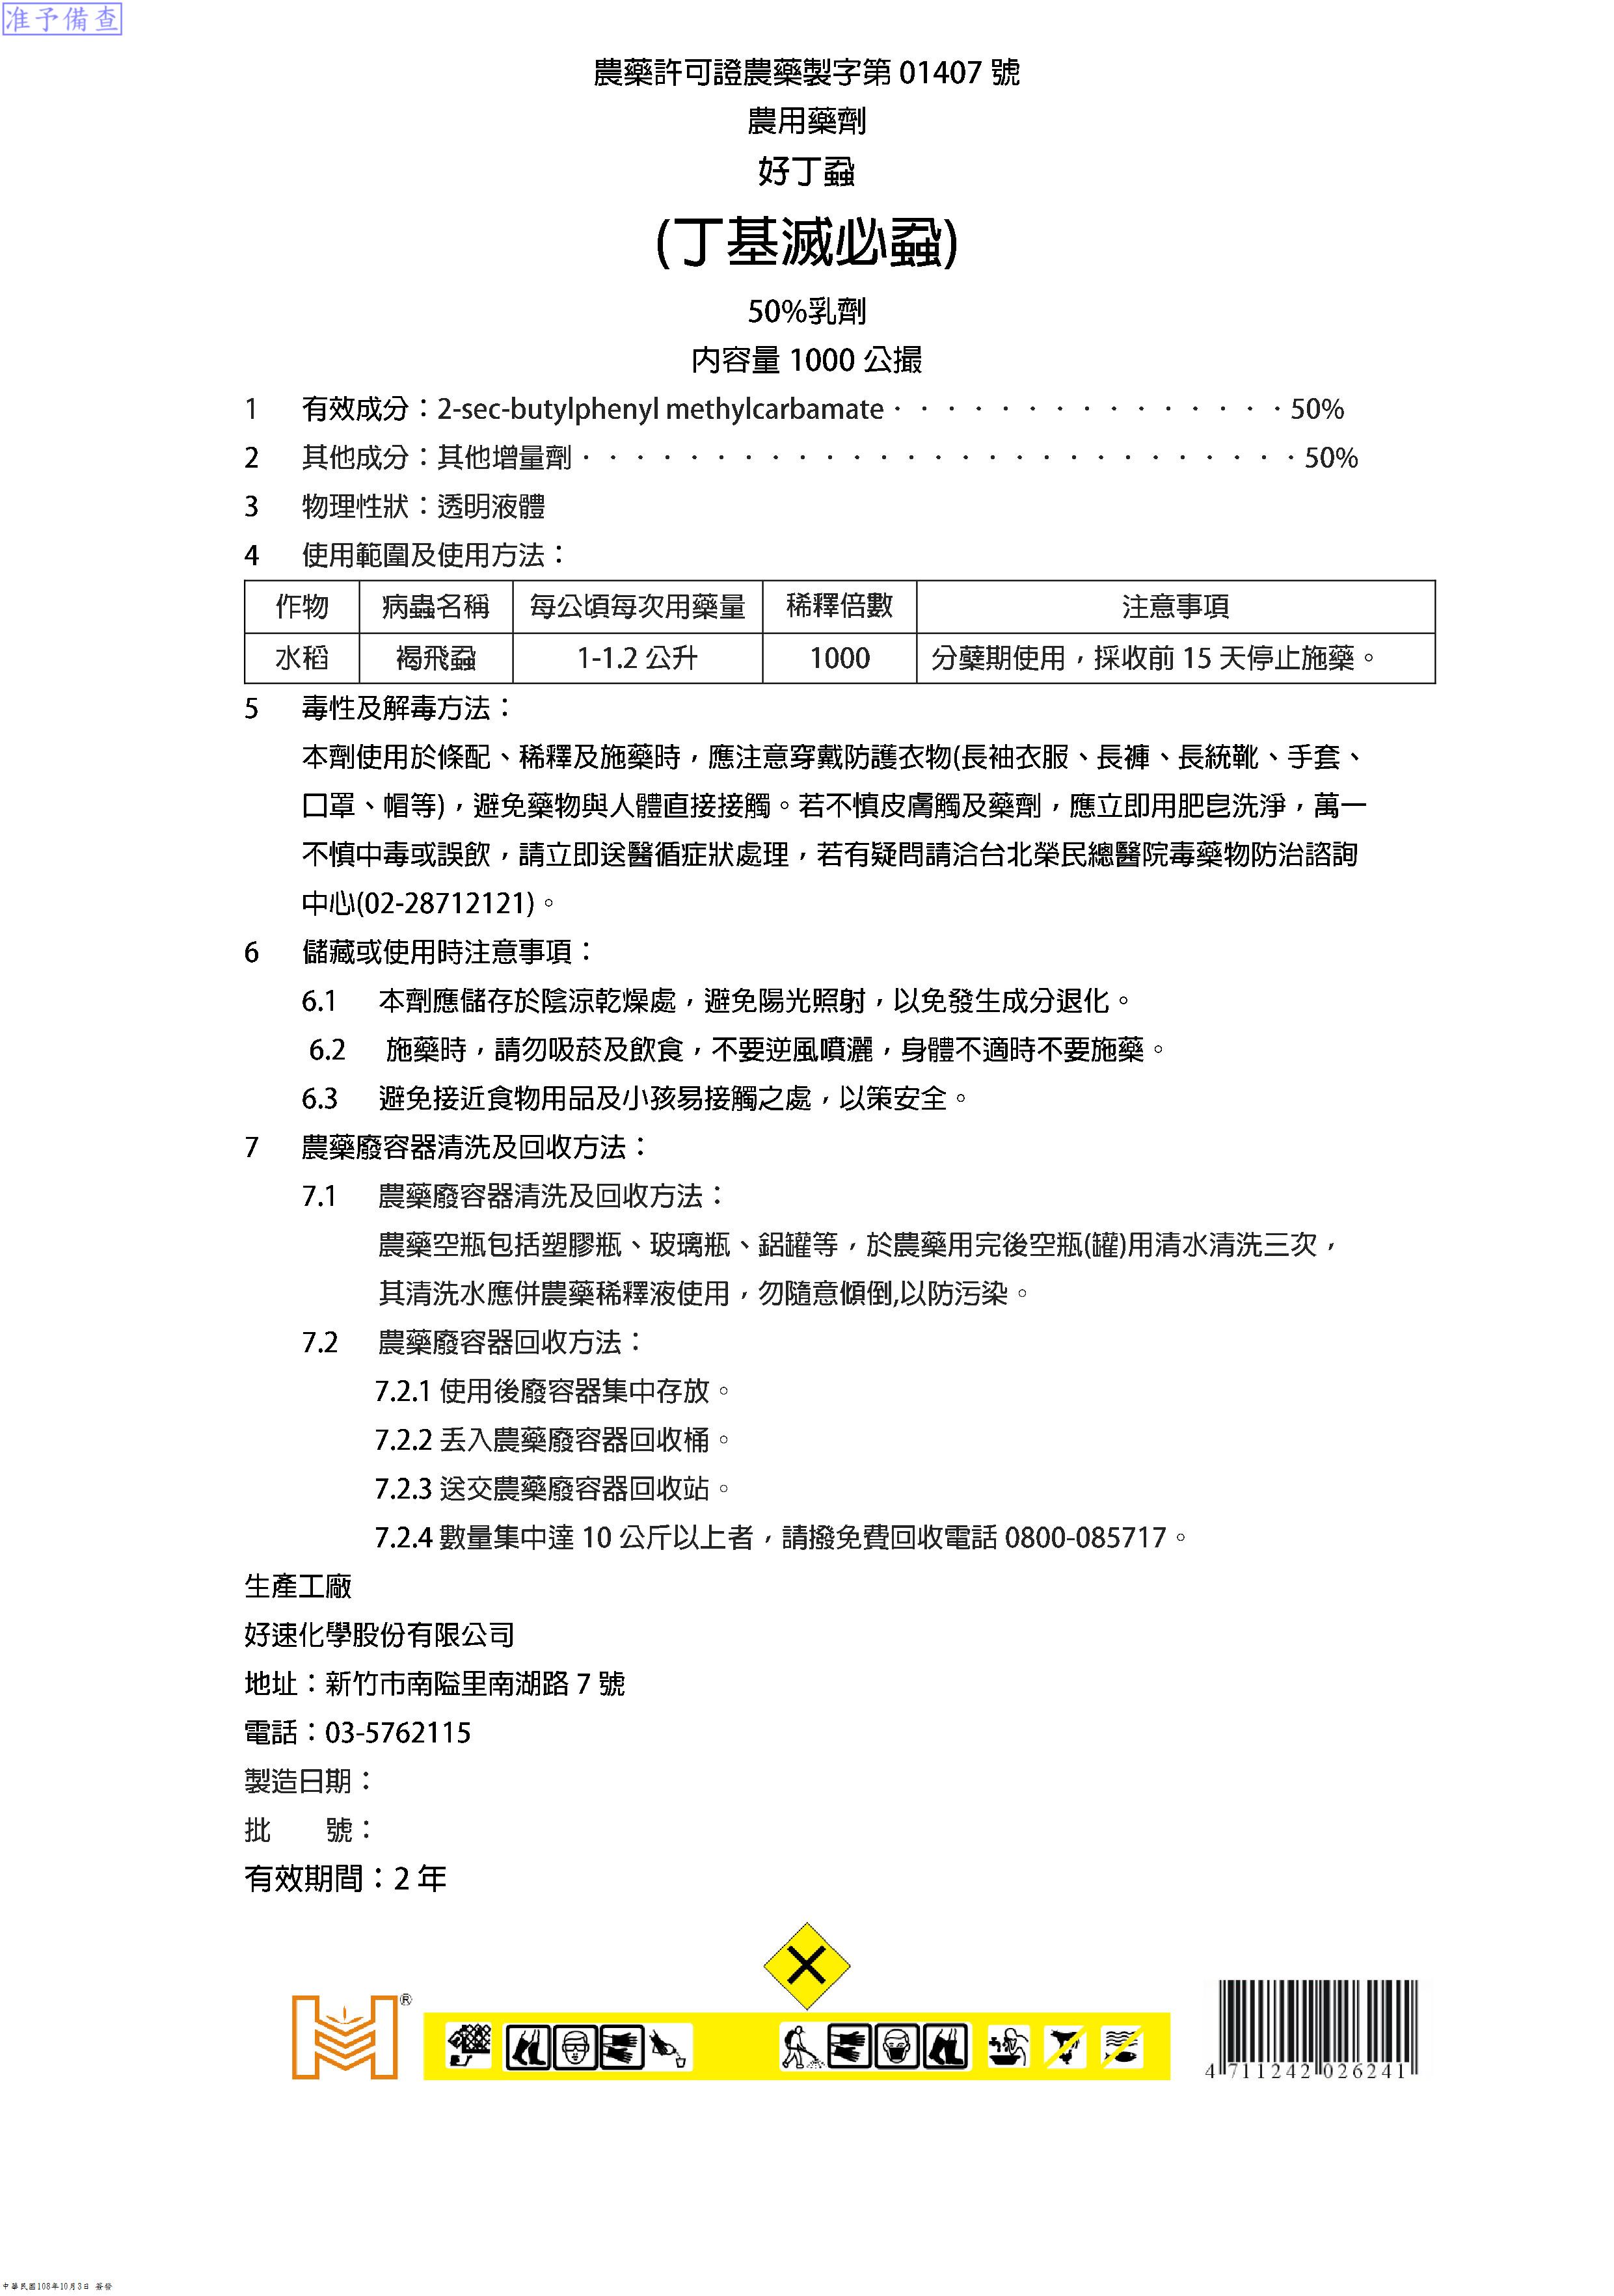 准予備查
農藥許可證農藥製字第 01407 號
農用藥劑
好丁蝨
(丁基滅必蝨)
50%乳劑
內容量 1000 公撮
1 有效成分：2-sec-butylphenyl methylcarbamate・・・・・・・・・・・・・・・50%
2 其他成分：其他增量劑・・・・・・・・・・・・・・・・・・・・・・・・・・・50%
3 物理性狀：透明液體
4 使用範圍及使用方法：
作物 病蟲名稱 每公頃每次用藥量 稀釋倍數 注意事項
水稻 褐飛蝨 1-1.2 公升 1000 分櫱期使用，採收前 15 天停止施藥。
5 毒性及解毒方法：
本劑使用於條配、稀釋及施藥時，應注意穿戴防護衣物(長袖衣服、長褲、長統靴、手套、
口罩、帽等)，避免藥物與人體直接接觸。若不慎皮膚觸及藥劑，應立即用肥皂洗淨，萬一
不慎中毒或誤飲，請立即送醫循症狀處理，若有疑問請洽台北榮民總醫院毒藥物防治諮詢
中心(02-28712121)。
6 儲藏或使用時注意事項：
6.1 本劑應儲存於陰涼乾燥處，避免陽光照射，以免發生成分退化。
6.2 施藥時，請勿吸菸及飲食，不要逆風噴灑，身體不適時不要施藥。
6.3 避免接近食物用品及小孩易接觸之處，以策安全。
7 農藥廢容器清洗及回收方法：
7.1 農藥廢容器清洗及回收方法：
農藥空瓶包括塑膠瓶、玻璃瓶、鋁罐等，於農藥用完後空瓶(罐)用清水清洗三次，
其清洗水應併農藥稀釋液使用，勿隨意傾倒,以防污染。
7.2 農藥廢容器回收方法：
7.2.1 使用後廢容器集中存放。
7.2.2 丟入農藥廢容器回收桶。
7.2.3 送交農藥廢容器回收站。
7.2.4 數量集中達 10 公斤以上者，請撥免費回收電話 0800-085717。
生產工廠
好速化學股份有限公司
地址：新竹市南隘里南湖路 7 號
電話：03-5762115
製造日期：
批　　號：
有效期間：2 年
®
4 711242 026241
中華民國108年10月3日 簽發